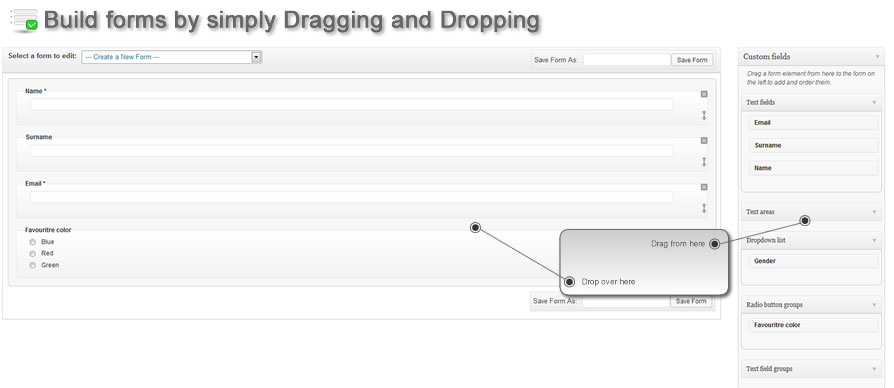 Build forms by simply Dragging and Dropping
Select a form to edit: --- Create a New Form ---
Save Form As: Save Form
Name *
Surname
Email *
Favouritre color
Blue
Red
Green
Save Form As: Save Form
Drag from here
Drop over here
Custom fields
Drag a form element from here to the form on
the left to add and order them.
Text fields
Email
Surname
Name
Text areas
Dropdown list
Gender
Radio button groups
Favouritre color
Text field groups